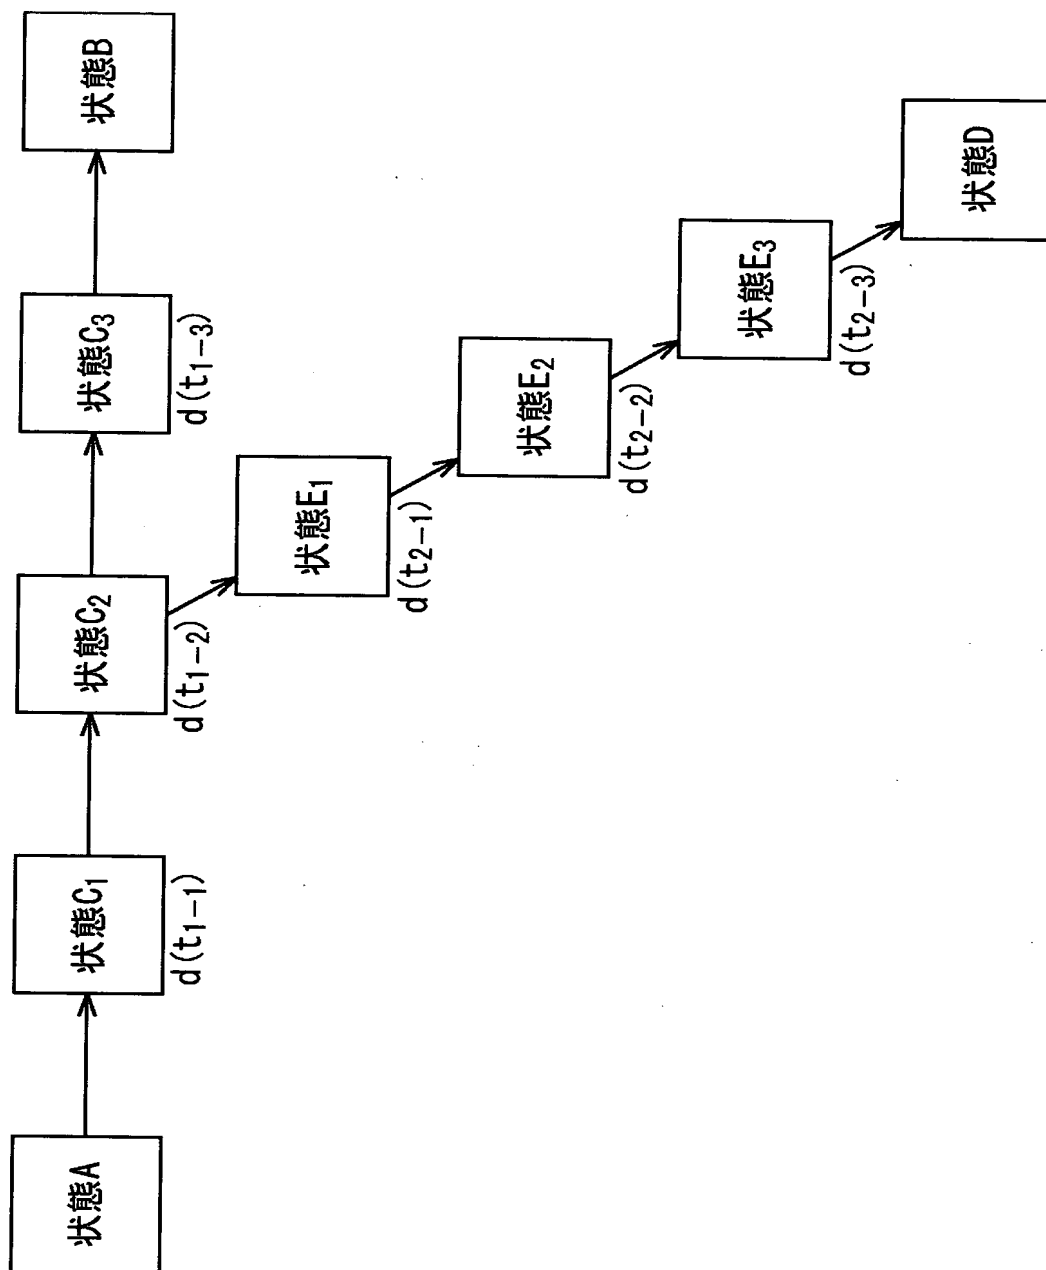 状態A
状態C₁
d(t₁₋₁)
状態C₂
d(t₁₋₂)
状態C₃
d(t₁₋₃)
状態B
状態E₁
d(t₂₋₁)
状態E₂
d(t₂₋₂)
状態E₃
d(t₂₋₃)
状態D